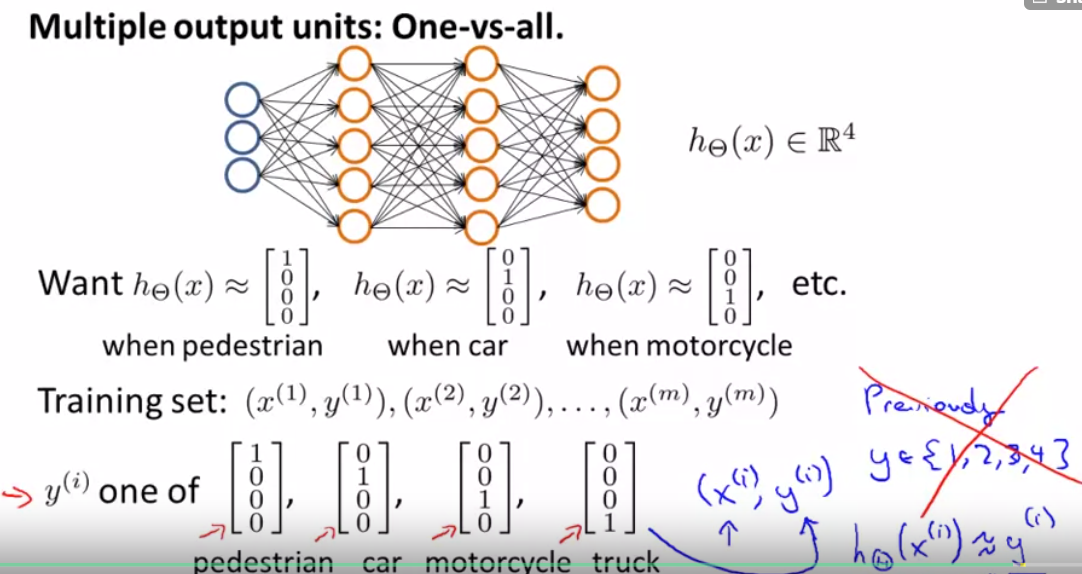 Multiple output units: One-vs-all.
hΘ(x) ∈ ℝ⁴
Want hΘ(x) ≈ [1 0 0 0], hΘ(x) ≈ [0 1 0 0], hΘ(x) ≈ [0 0 1 0], etc.
when pedestrian when car when motorcycle
Training set: (x⁽¹⁾, y⁽¹⁾), (x⁽²⁾, y⁽²⁾), . . . , (x⁽ᵐ⁾, y⁽ᵐ⁾)
Previously
y ∈ {1, 2, 3, 4}
→ y⁽ⁱ⁾ one of [1 0 0 0], [0 1 0 0], [0 0 1 0], [0 0 0 1]
(x⁽ⁱ⁾, y⁽ⁱ⁾)
hΘ(x⁽ⁱ⁾) ≈ y⁽ⁱ⁾
pedestrian car motorcycle truck